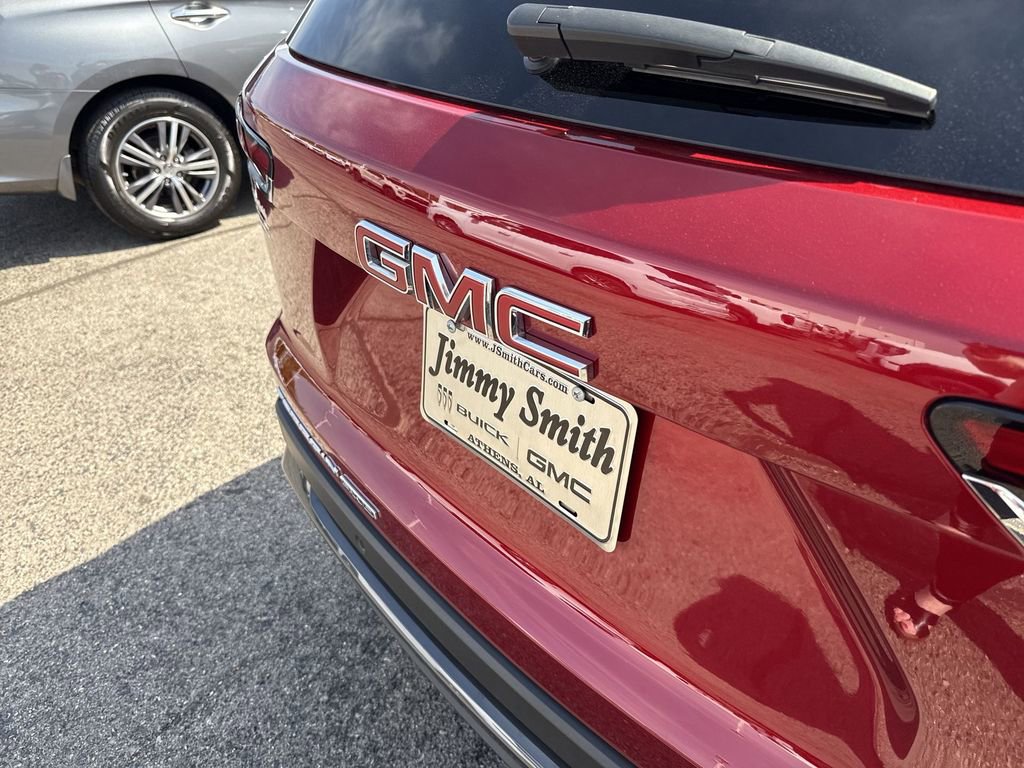 GMC
www.JSmithCars.com
Jimmy Smith
BUICK GMC
ATHENS, AL